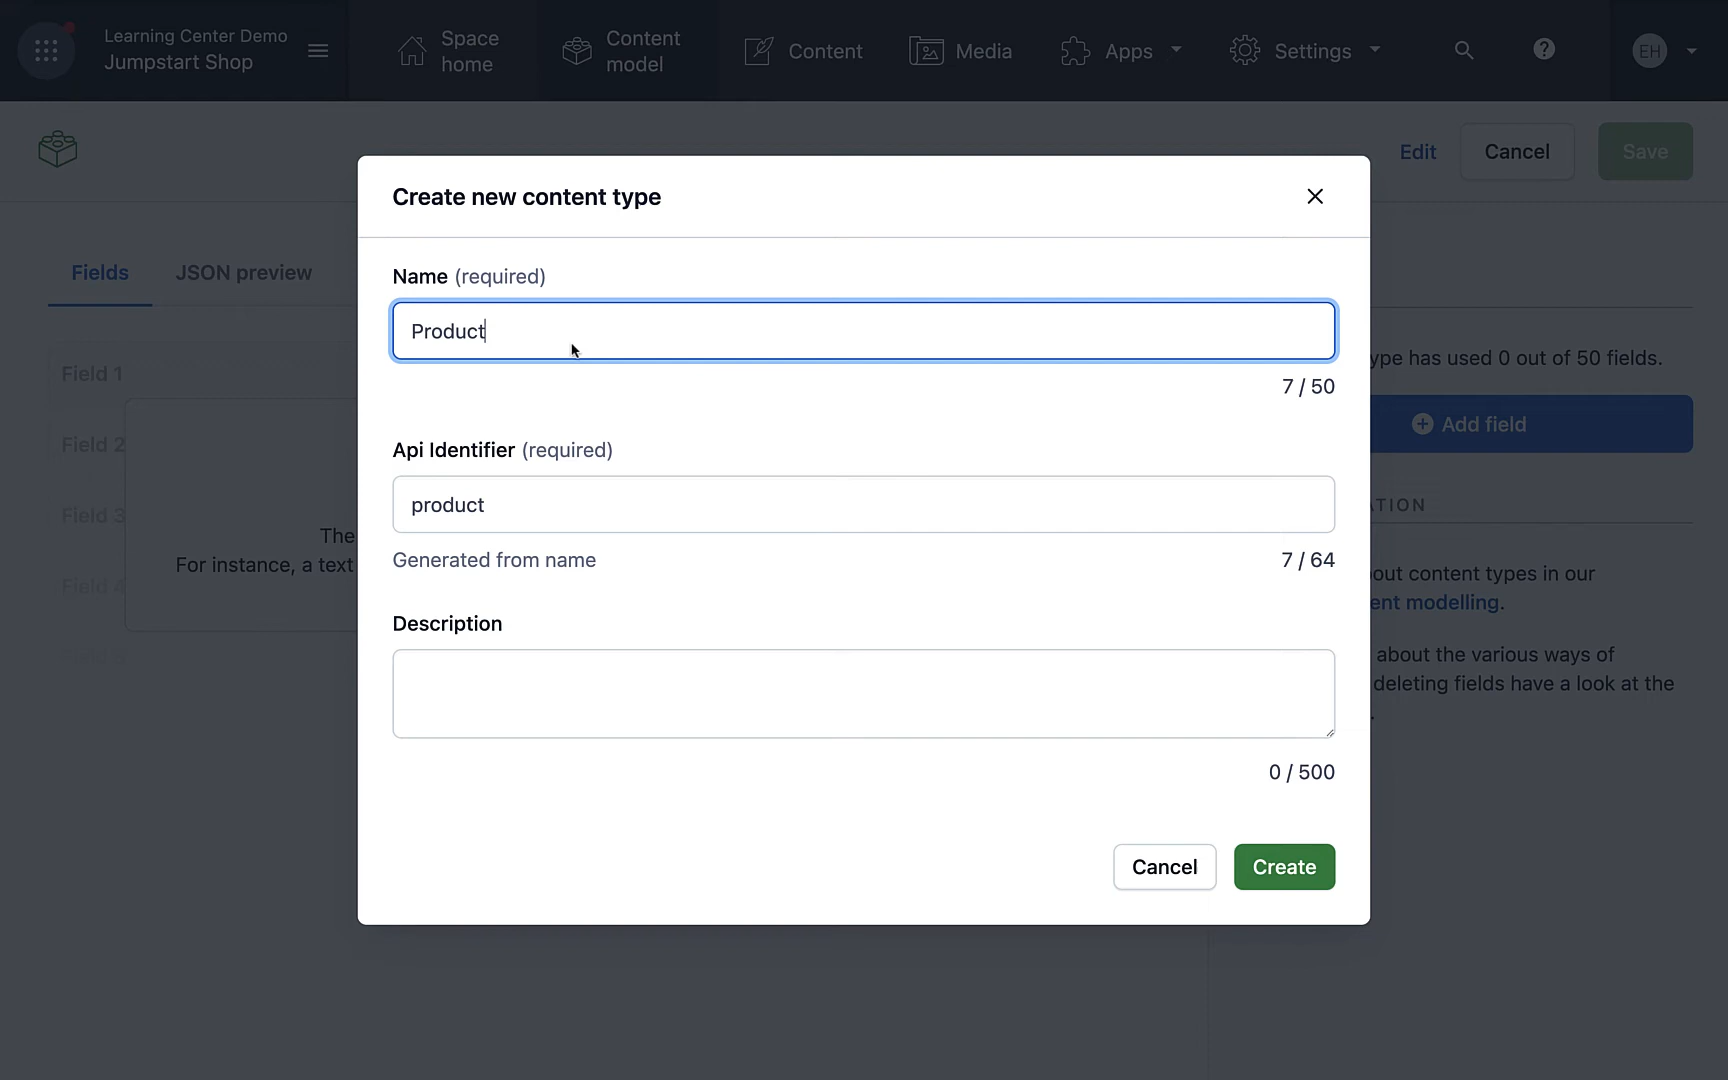 Learning Center Demo
Jumpstart Shop
Space
home
Content
model
Content
Media
Apps
Settings
EH
Edit
Cancel
Save
Create new content type
Fields
JSON preview
Name (required)
Product
7 / 50
ype has used 0 out of 50 fields.
Field 1
Add field
Field 2
Api Identifier (required)
product
Field 3
ATION
The
For instance, a text
Generated from name
7 / 64
out content types in our
Field 4
ent modelling.
Description
about the various ways of
deleting fields have a look at the
.
0 / 500
Cancel
Create